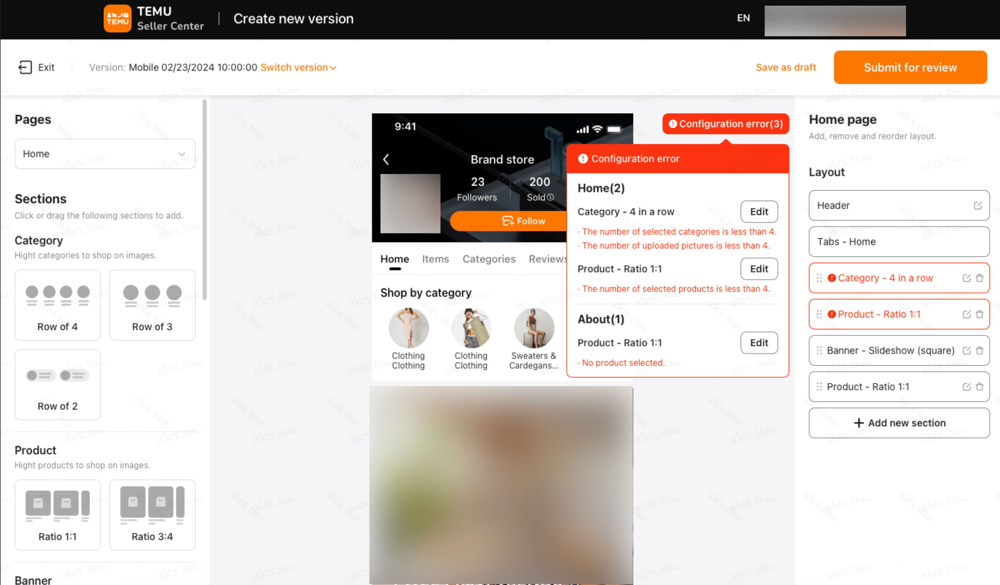 TEMU
TEMU
Seller Center
Create new version
EN
Exit
Version: Mobile 02/23/2024 10:00:00 Switch version
Save as draft
Submit for review
Pages
Home
Sections
Click or drag the following sections to add.
Category
Hight categories to shop on images.
Row of 4
Row of 3
Row of 2
Product
Hight products to shop on images.
Ratio 1:1
Ratio 3:4
Banner
9:41
Brand store
23
200
Followers
Sold
Follow
Home Items Categories Reviews
Shop by category
Clothing
Clothing
Clothing
Clothing
Sweaters &
Cardegans...
Configuration error(3)
Configuration error
Home(2)
Category - 4 in a row
Edit
· The number of selected categories is less than 4.
· The number of uploaded pictures is less than 4.
Product - Ratio 1:1
Edit
· The number of selected products is less than 4.
About(1)
Product - Ratio 1:1
Edit
· No product selected.
Home page
Add, remove and reorder layout.
Layout
Header
Tabs - Home
Category - 4 in a row
Product - Ratio 1:1
Banner - Slideshow (square)
Product - Ratio 1:1
Add new section
alex.tian